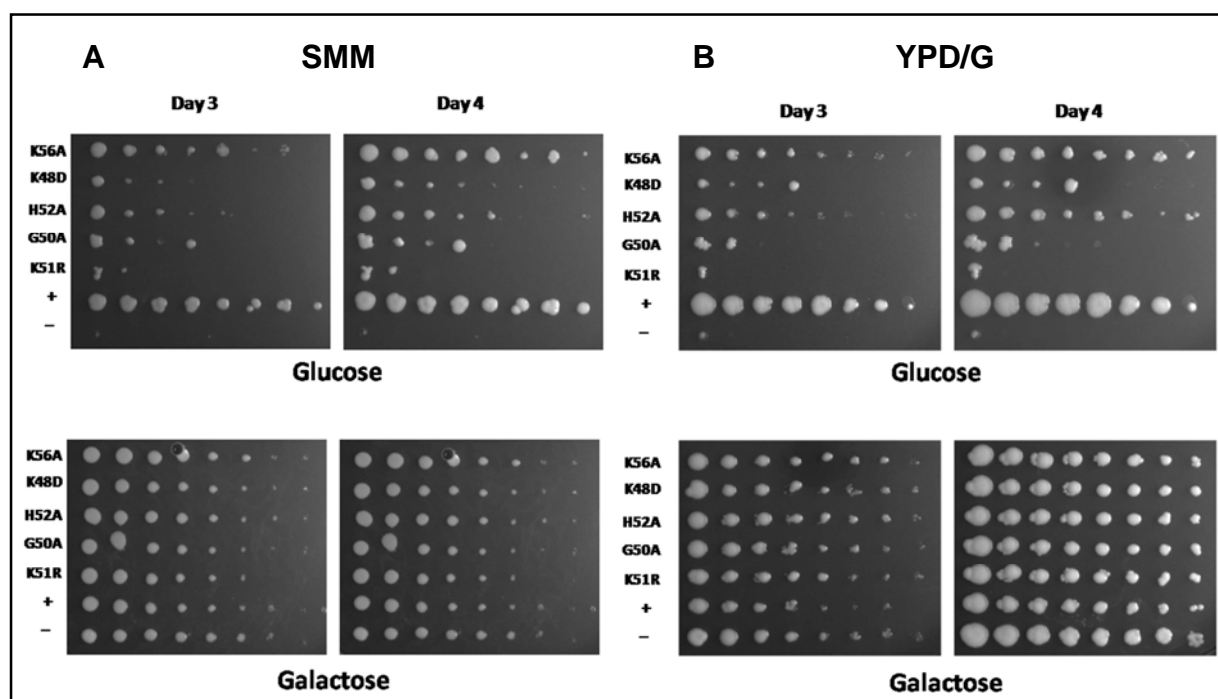 A SMM B YPD/G
Day 3 Day 4 Day 3 Day 4
K56A
K48D
H52A
G50A
K51R
+
–
Glucose
K56A
K48D
H52A
G50A
K51R
+
–
Glucose
K56A
K48D
H52A
G50A
K51R
+
–
Galactose
K56A
K48D
H52A
G50A
K51R
+
–
Galactose